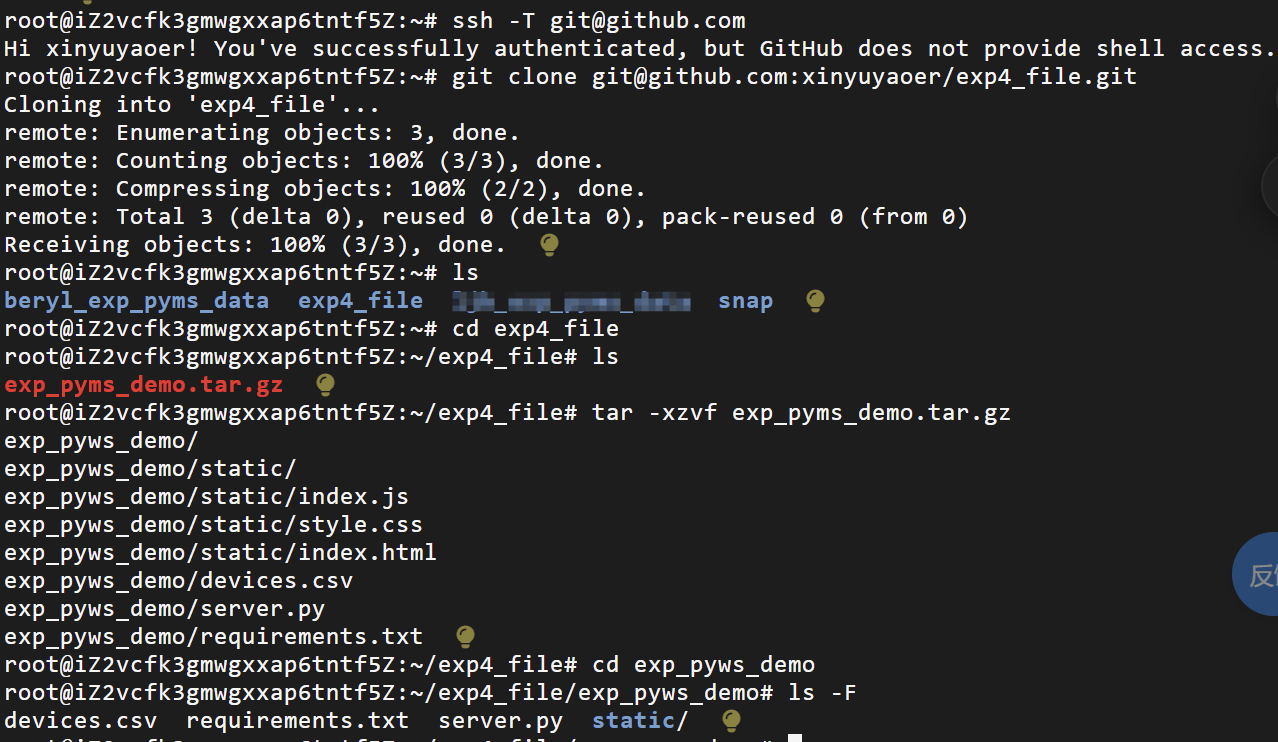 root@iZ2vcfk3gmwgxxap6tntf5Z:~# ssh -T git@github.com
Hi xinyuyaoer! You've successfully authenticated, but GitHub does not provide shell access.
root@iZ2vcfk3gmwgxxap6tntf5Z:~# git clone git@github.com:xinyuyaoer/exp4_file.git
Cloning into 'exp4_file'...
remote: Enumerating objects: 3, done.
remote: Counting objects: 100% (3/3), done.
remote: Compressing objects: 100% (2/2), done.
remote: Total 3 (delta 0), reused 0 (delta 0), pack-reused 0 (from 0)
Receiving objects: 100% (3/3), done.
root@iZ2vcfk3gmwgxxap6tntf5Z:~# ls
beryl_exp_pyms_data  exp4_file  snap
root@iZ2vcfk3gmwgxxap6tntf5Z:~# cd exp4_file
root@iZ2vcfk3gmwgxxap6tntf5Z:~/exp4_file# ls
exp_pyms_demo.tar.gz
root@iZ2vcfk3gmwgxxap6tntf5Z:~/exp4_file# tar -xzvf exp_pyms_demo.tar.gz
exp_pyws_demo/
exp_pyws_demo/static/
exp_pyws_demo/static/index.js
exp_pyws_demo/static/style.css
exp_pyws_demo/static/index.html
exp_pyws_demo/devices.csv
exp_pyws_demo/server.py
exp_pyws_demo/requirements.txt
root@iZ2vcfk3gmwgxxap6tntf5Z:~/exp4_file# cd exp_pyws_demo
root@iZ2vcfk3gmwgxxap6tntf5Z:~/exp4_file/exp_pyws_demo# ls -F
devices.csv  requirements.txt  server.py  static/
反